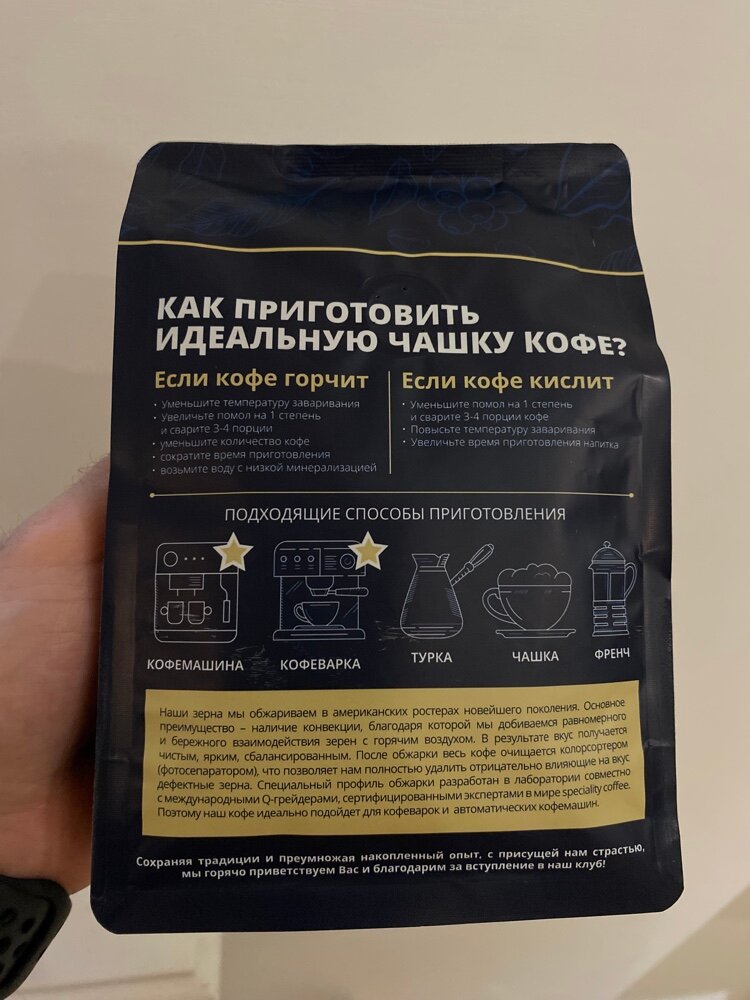 КАК ПРИГОТОВИТЬ
ИДЕАЛЬНУЮ ЧАШКУ КОФЕ?
Если кофе горчит
• Уменьшите температуру заваривания
• Увеличьте помол на 1 степень
и сварите 3-4 порции
• уменьшите количество кофе
• сократите время приготовления
• возьмите воду с низкой минерализацией
Если кофе кислит
• Уменьшите помол на 1 степень
и сварите 3-4 порции кофе
• Повысьте температуру заваривания
• Увеличьте время приготовления напитка
ПОДХОДЯЩИЕ СПОСОБЫ ПРИГОТОВЛЕНИЯ
КОФЕМАШИНА
КОФЕВАРКА
ТУРКА
ЧАШКА
ФРЕНЧ
Наши зерна мы обжариваем в американских ростерах новейшего поколения. Основное
преимущество – наличие конвекции, благодаря которой мы добиваемся равномерного
и бережного взаимодействия зерен с горячим воздухом. В результате вкус получается
чистым, ярким, сбалансированным. После обжарки весь кофе очищается колорсортером
(фотосепаратором), что позволяет нам полностью удалить отрицательно влияющие на вкус
дефектные зерна. Специальный профиль обжарки разработан в лаборатории совместно
с международными Q-грейдерами, сертифицированными экспертами в мире speciality coffee.
Поэтому наш кофе идеально подойдет для кофеварок и автоматических кофемашин.
Сохраняя традиции и преумножая накопленный опыт, с присущей нам страстью,
мы горячо приветствуем Вас и благодарим за вступление в наш клуб!